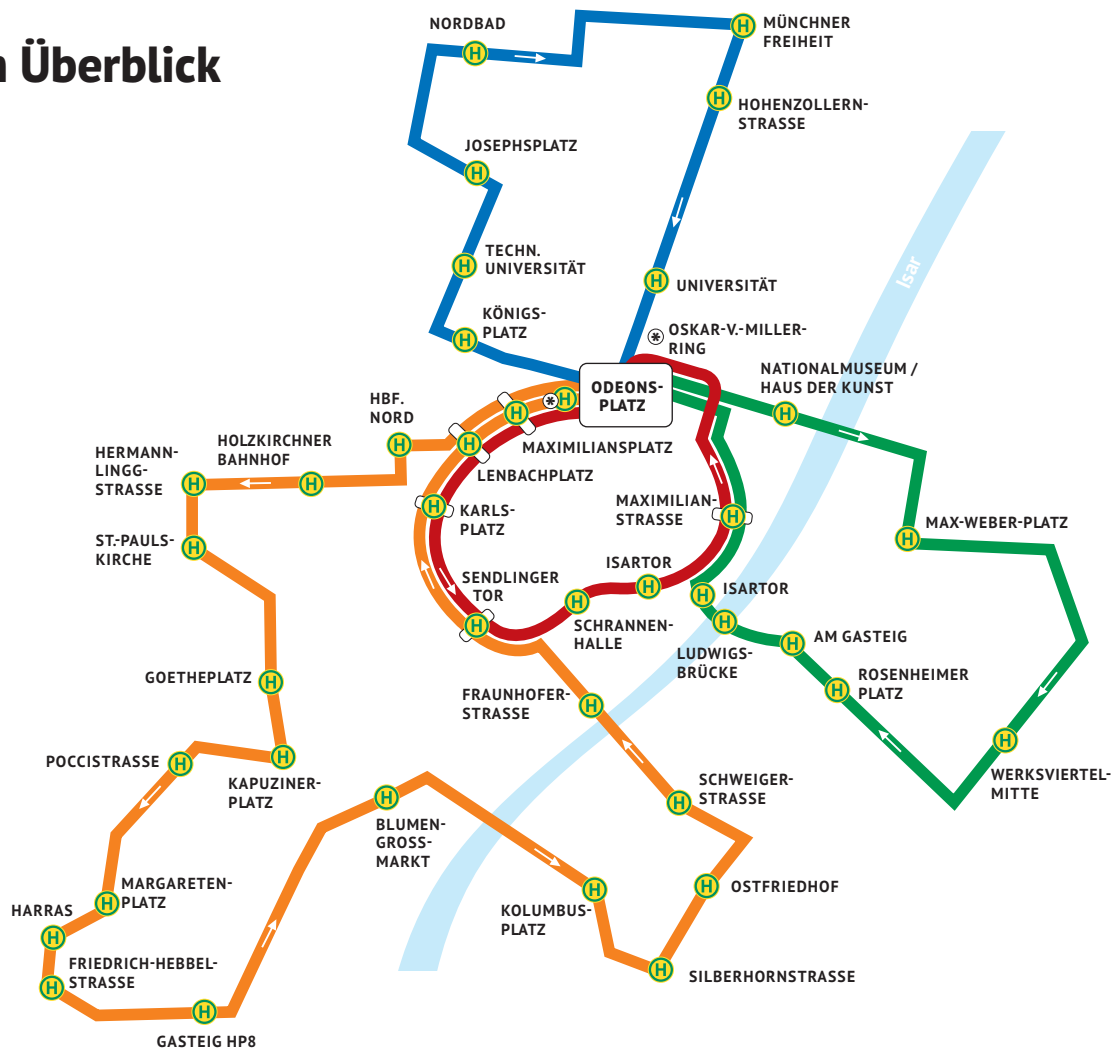 n Überblick
NORDBAD
MÜNCHNER
FREIHEIT
HOHENZOLLERN-
STRASSE
JOSEPHSPLATZ
TECHN.
UNIVERSITÄT
Isar
UNIVERSITÄT
KÖNIGS-
PLATZ
OSKAR-V.-MILLER-
RING
NATIONALMUSEUM /
HAUS DER KUNST
ODEONS-
PLATZ
HBF.
NORD
MAXIMILIANSPLATZ
HOLZKIRCHNER
BAHNHOF
HERMANN-
LINGG-
STRASSE
LENBACHPLATZ
KARLS-
PLATZ
MAXIMILIAN-
STRASSE
MAX-WEBER-PLATZ
ST.-PAULS-
KIRCHE
SENDLINGER
TOR
ISARTOR
ISARTOR
SCHRANNEN-
HALLE
LUDWIGS-
BRÜCKE
AM GASTEIG
ROSENHEIMER
PLATZ
GOETHEPLATZ
FRAUNHOFER-
STRASSE
POCCISTRASSE
KAPUZINER-
PLATZ
WERKSVIERTEL-
MITTE
SCHWEIGER-
STRASSE
BLUMEN-
GROSS-
MARKT
MARGARETEN-
PLATZ
HARRAS
KOLUMBUS-
PLATZ
OSTFRIEDHOF
FRIEDRICH-HEBBEL-
STRASSE
SILBERHORNSTRASSE
GASTEIG HP8